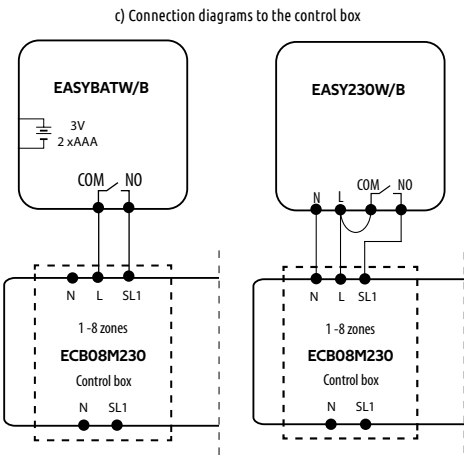 c) Connection diagrams to the control box
EASYBATW/B
3V
2 xAAA
COM NO
N L SL1
1 -8 zones
ECB08M230
Control box
N SL1
EASY230W/B
N L COM NO
N L SL1
1 -8 zones
ECB08M230
Control box
N SL1